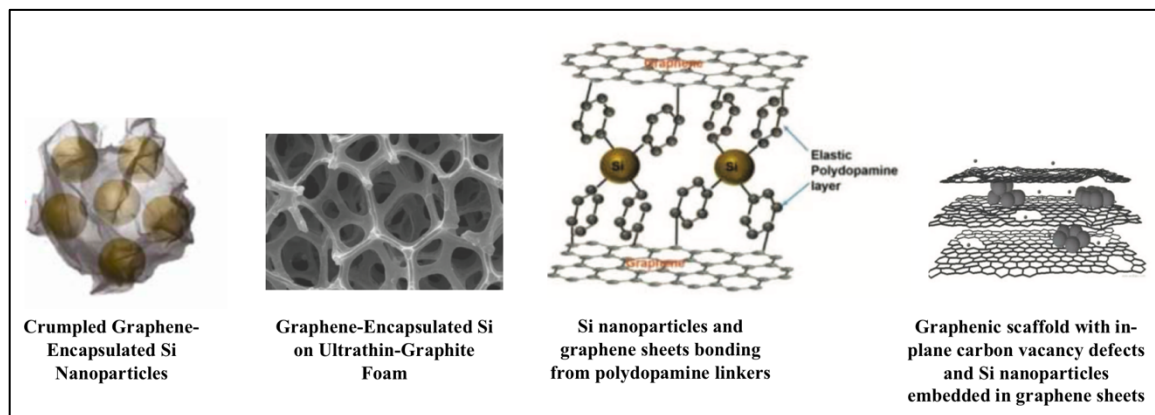 Graphene
Si
Si
Elastic
Polydopamine
layer
Graphene
Crumpled Graphene-
Encapsulated Si
Nanoparticles
Graphene-Encapsulated Si
on Ultrathin-Graphite
Foam
Si nanoparticles and
graphene sheets bonding
from polydopamine linkers
Graphenic scaffold with in-
plane carbon vacancy defects
and Si nanoparticles
embedded in graphene sheets